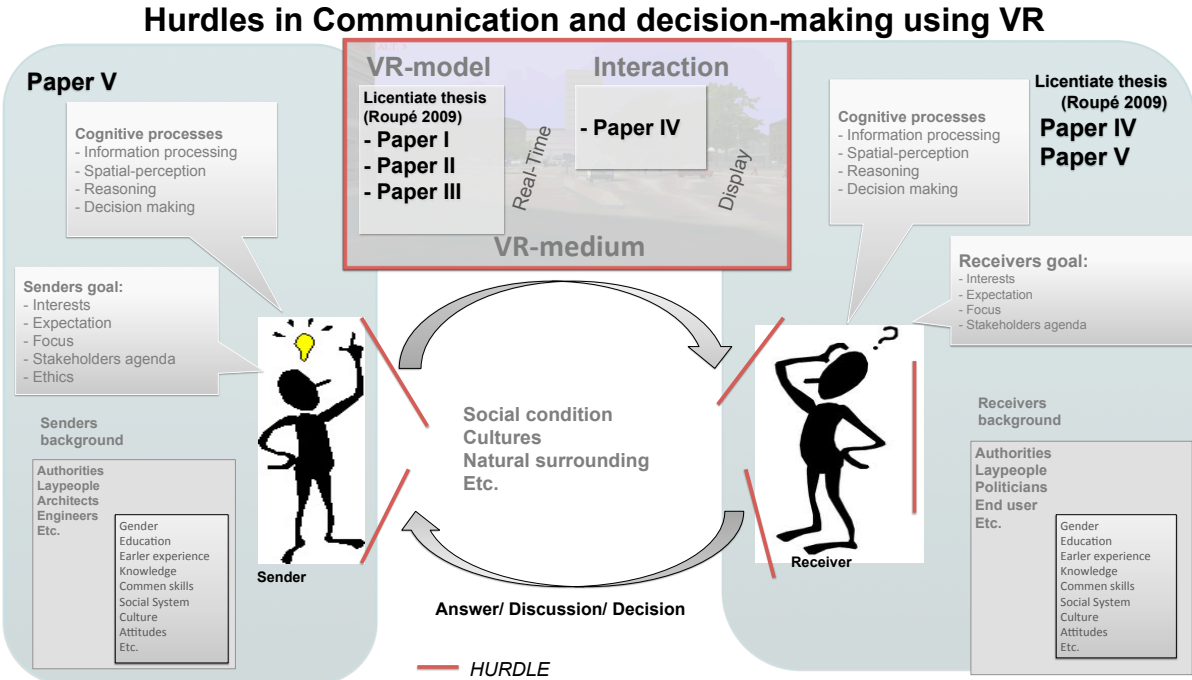 Hurdles in Communication and decision-making using VR
Paper V
Cognitive processes
- Information processing
- Spatial-perception
- Reasoning
- Decision making
Senders goal:
- Interests
- Expectation
- Focus
- Stakeholders agenda
- Ethics
Senders
background
Authorities
Laypeople
Architects
Engineers
Etc.
Gender
Education
Earler experience
Knowledge
Commen skills
Social System
Culture
Attitudes
Etc.
Sender
VR-model
Licentiate thesis
(Roupé 2009)
- Paper I
- Paper II
- Paper III
Real-Time
Interaction
- Paper IV
Display
VR-medium
Social condition
Cultures
Natural surrounding
Etc.
Answer/ Discussion/ Decision
HURDLE
Licentiate thesis
(Roupé 2009)
Paper IV
Paper V
Cognitive processes
- Information processing
- Spatial-perception
- Reasoning
- Decision making
Receivers goal:
- Interests
- Expectation
- Focus
- Stakeholders agenda
?
Receiver
Receivers
background
Authorities
Laypeople
Politicians
End user
Etc.
Gender
Education
Earler experience
Knowledge
Commen skills
Social System
Culture
Attitudes
Etc.